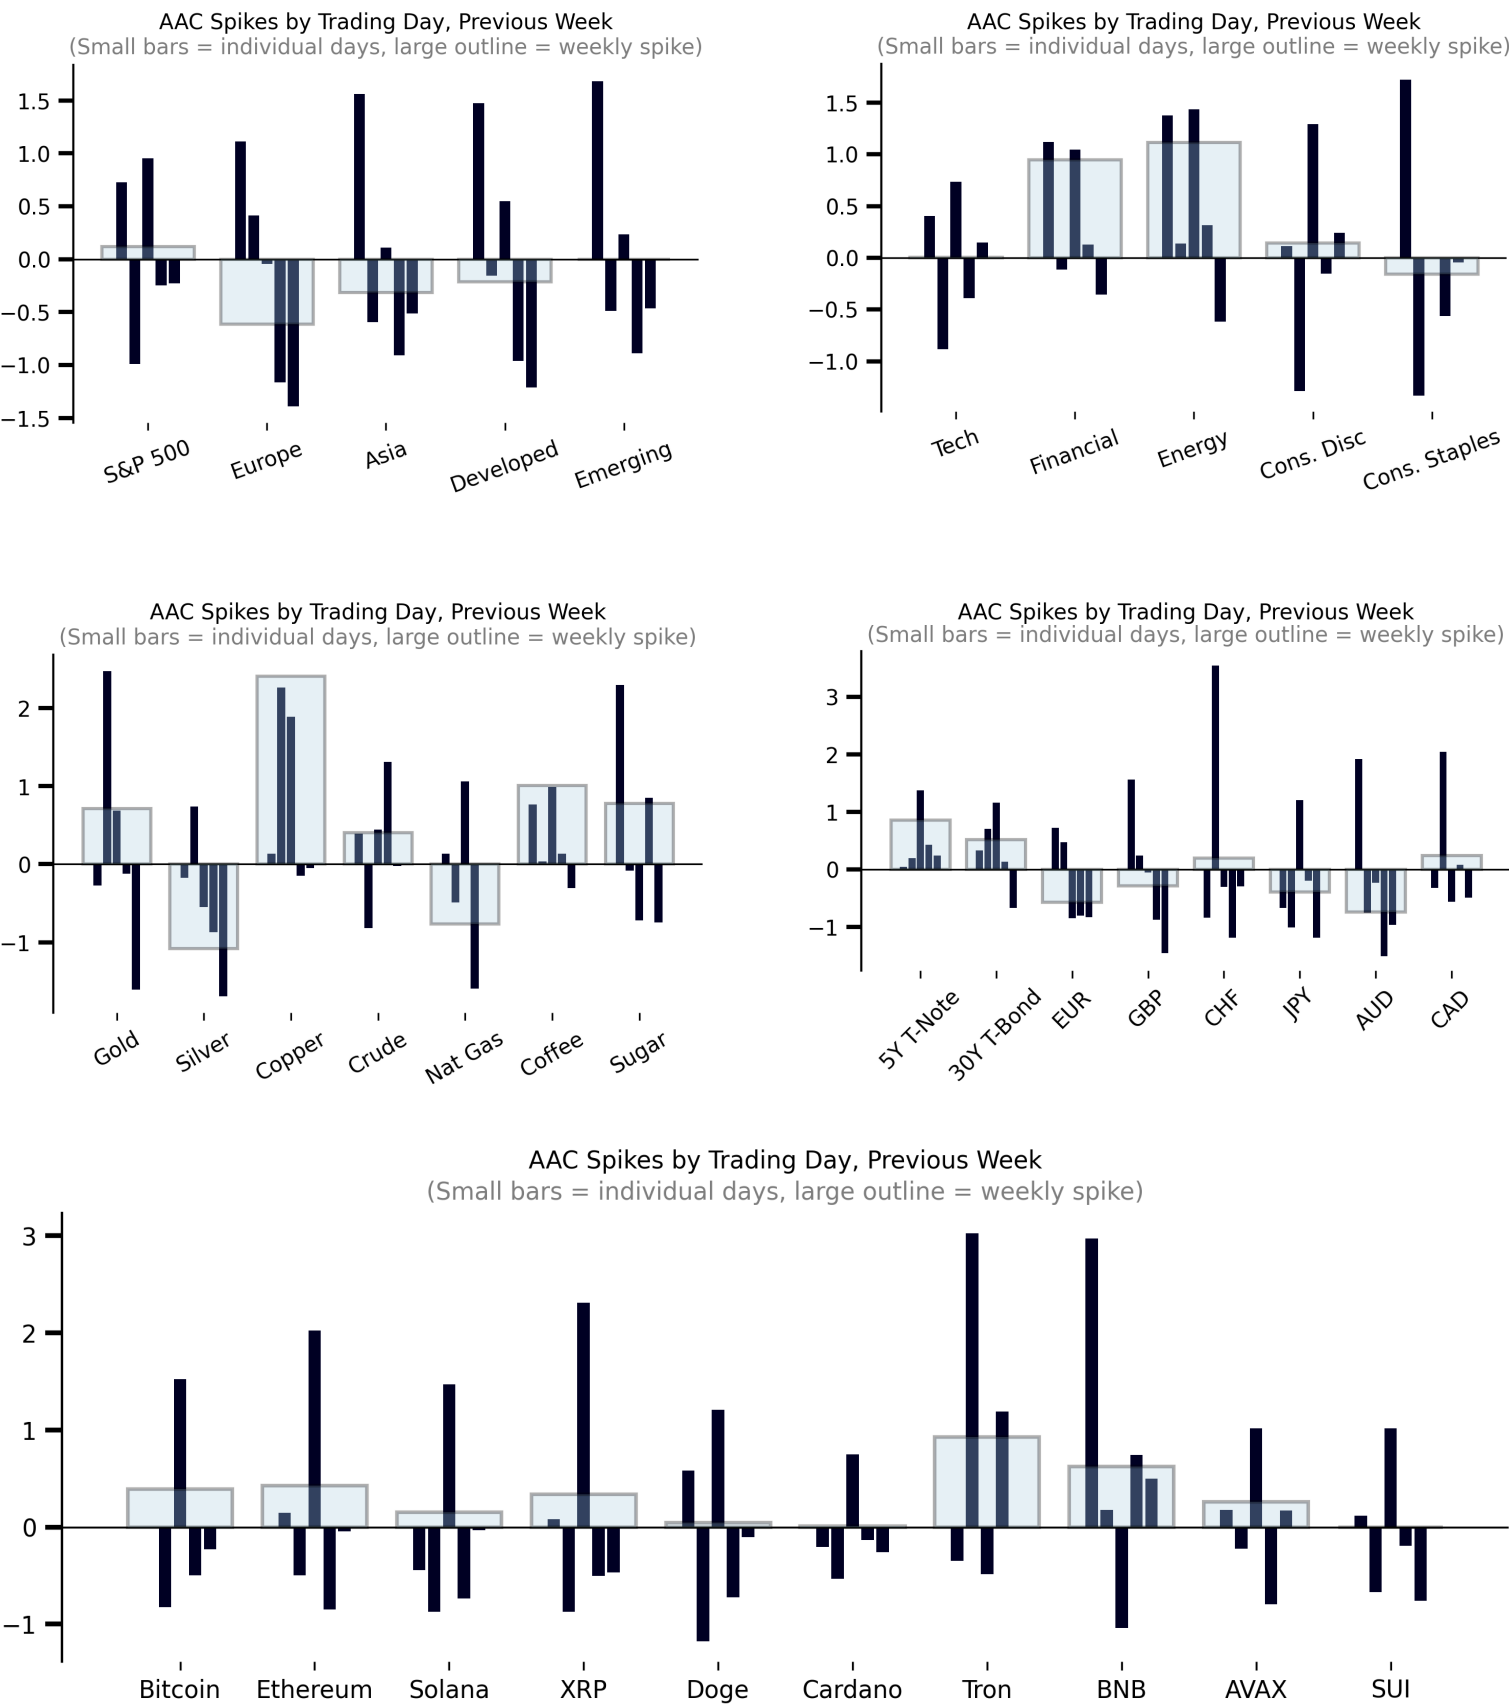 AAC Spikes by Trading Day, Previous Week
(Small bars = individual days, large outline = weekly spike)
1.5
1.0
0.5
0.0
−0.5
−1.0
−1.5
S&P 500
Europe
Asia
Developed
Emerging
AAC Spikes by Trading Day, Previous Week
(Small bars = individual days, large outline = weekly spike)
1.5
1.0
0.5
0.0
−0.5
−1.0
Tech
Financial
Energy
Cons. Disc
Cons. Staples
AAC Spikes by Trading Day, Previous Week
(Small bars = individual days, large outline = weekly spike)
2
1
0
−1
Gold
Silver
Copper
Crude
Nat Gas
Coffee
Sugar
AAC Spikes by Trading Day, Previous Week
(Small bars = individual days, large outline = weekly spike)
3
2
1
0
−1
5Y T-Note
30Y T-Bond
EUR
GBP
CHF
JPY
AUD
CAD
AAC Spikes by Trading Day, Previous Week
(Small bars = individual days, large outline = weekly spike)
3
2
1
0
−1
Bitcoin
Ethereum
Solana
XRP
Doge
Cardano
Tron
BNB
AVAX
SUI